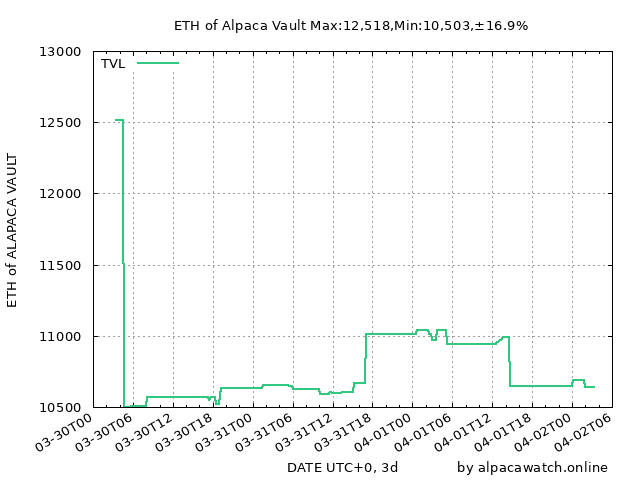 ETH of Alpaca Vault Max:12,518,Min:10,503,±16.9%
TVL
13000
12500
12000
11500
11000
10500
ETH of ALAPACA VAULT
03-30T00
03-30T06
03-30T12
03-30T18
03-31T00
03-31T06
03-31T12
03-31T18
04-01T00
04-01T06
04-01T12
04-01T18
04-02T00
04-02T06
DATE UTC+0, 3d
by alpacawatch.online